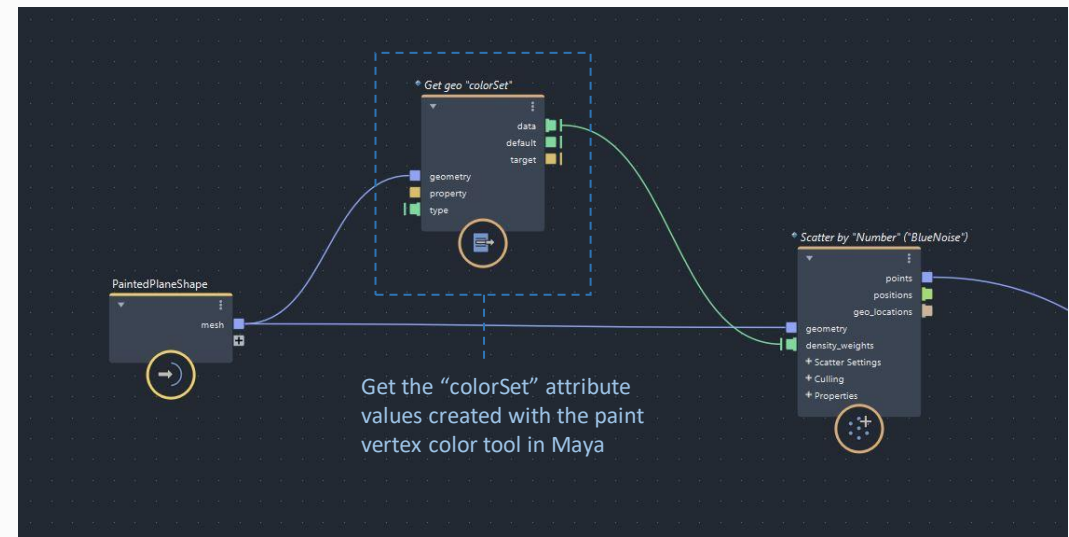 Get geo "colorSet"
data
default
target
geometry
property
type
PaintedPlaneShape
mesh
Scatter by "Number" ("BlueNoise")
points
positions
geo_locations
geometry
density_weights
+ Scatter Settings
+ Culling
+ Properties
Get the “colorSet” attribute
values created with the paint
vertex color tool in Maya